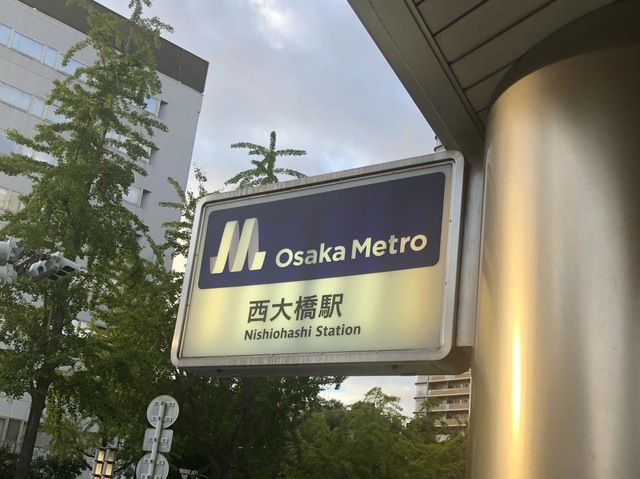 Osaka Metro
西大橋駅
Nishiohashi Station